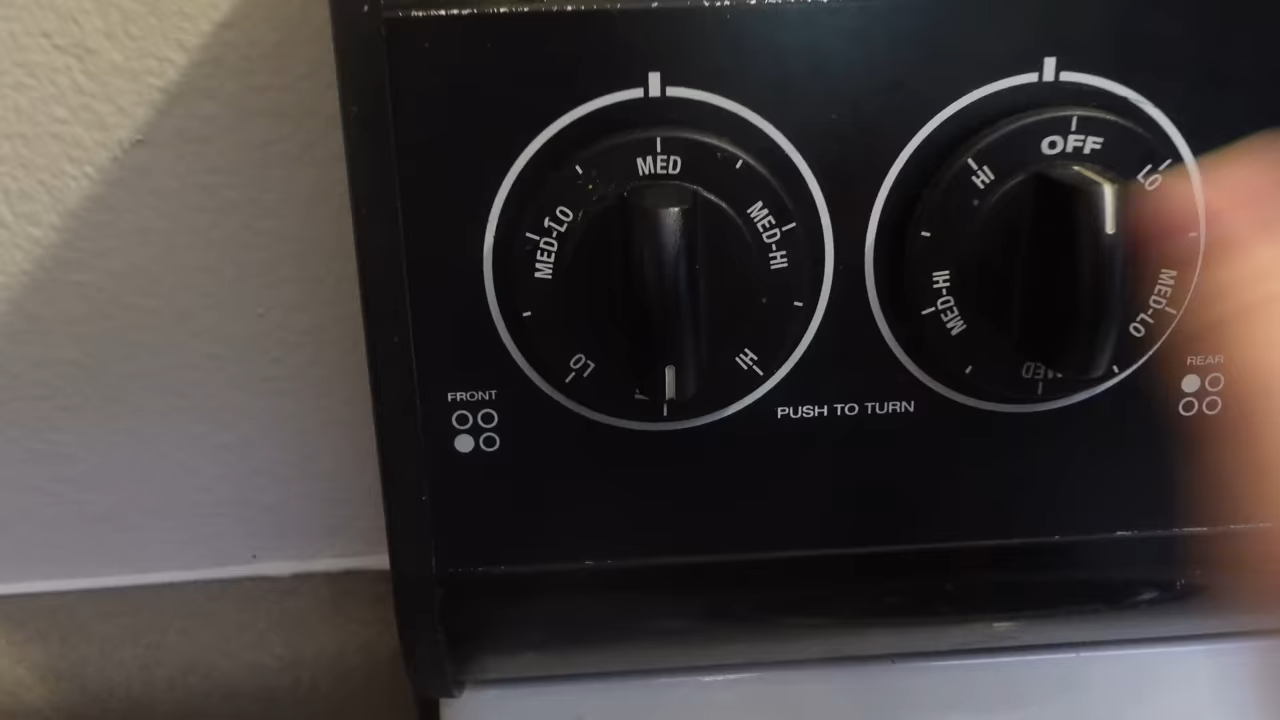 MED
MED-LO
MED-HI
LO
HI
OFF
HI
LO
MED-HI
MED-LO
MED
FRONT
PUSH TO TURN
REAR